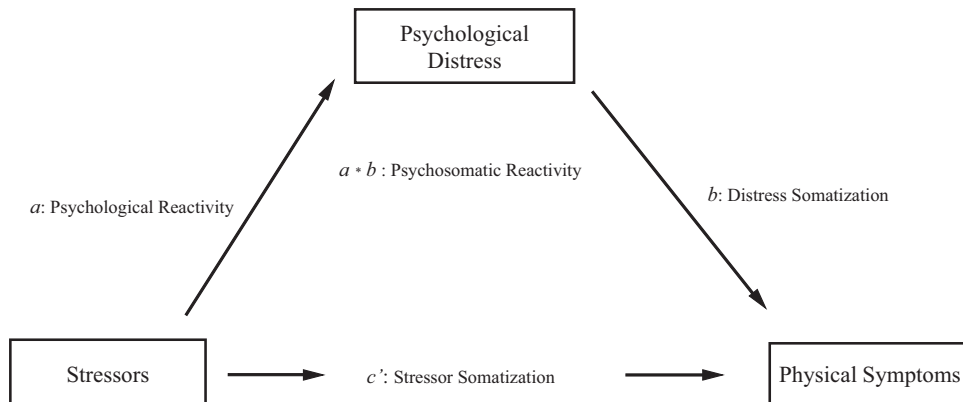 Psychological
Distress
a * b : Psychosomatic Reactivity
a: Psychological Reactivity
b: Distress Somatization
Stressors
c’: Stressor Somatization
Physical Symptoms